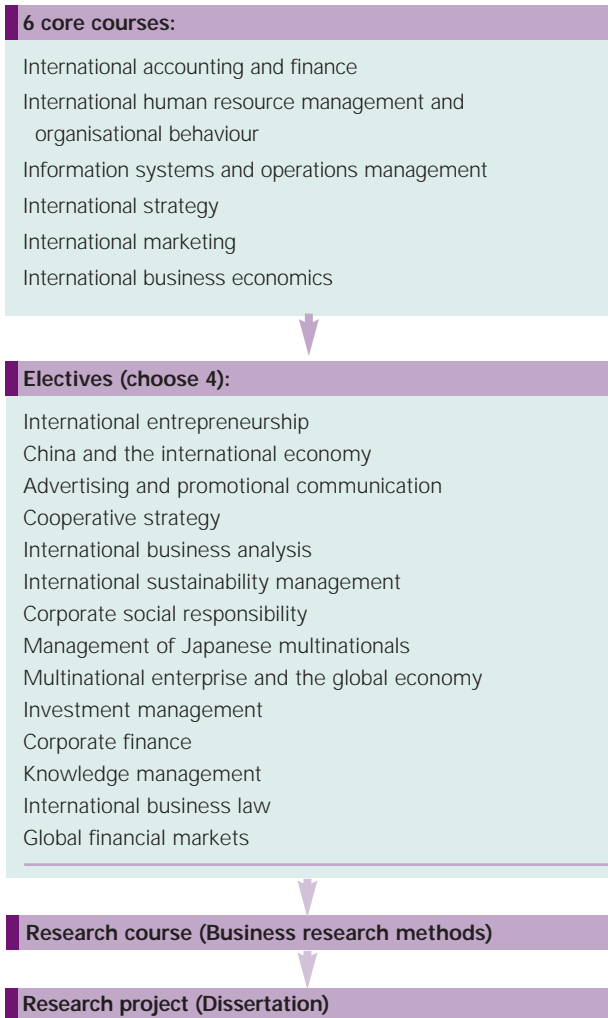 6 core courses:
International accounting and finance
International human resource management and
organisational behaviour
Information systems and operations management
International strategy
International marketing
International business economics
Electives (choose 4):
International entrepreneurship
China and the international economy
Advertising and promotional communication
Cooperative strategy
International business analysis
International sustainability management
Corporate social responsibility
Management of Japanese multinationals
Multinational enterprise and the global economy
Investment management
Corporate finance
Knowledge management
International business law
Global financial markets
Research course (Business research methods)
Research project (Dissertation)